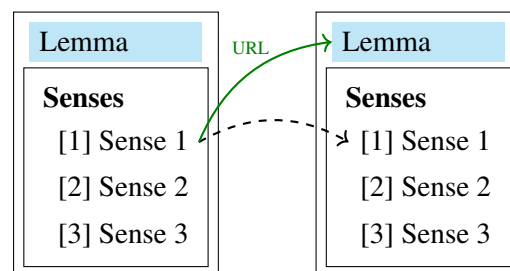 Lemma
Senses
[1] Sense 1
[2] Sense 2
[3] Sense 3
URL
Lemma
Senses
[1] Sense 1
[2] Sense 2
[3] Sense 3